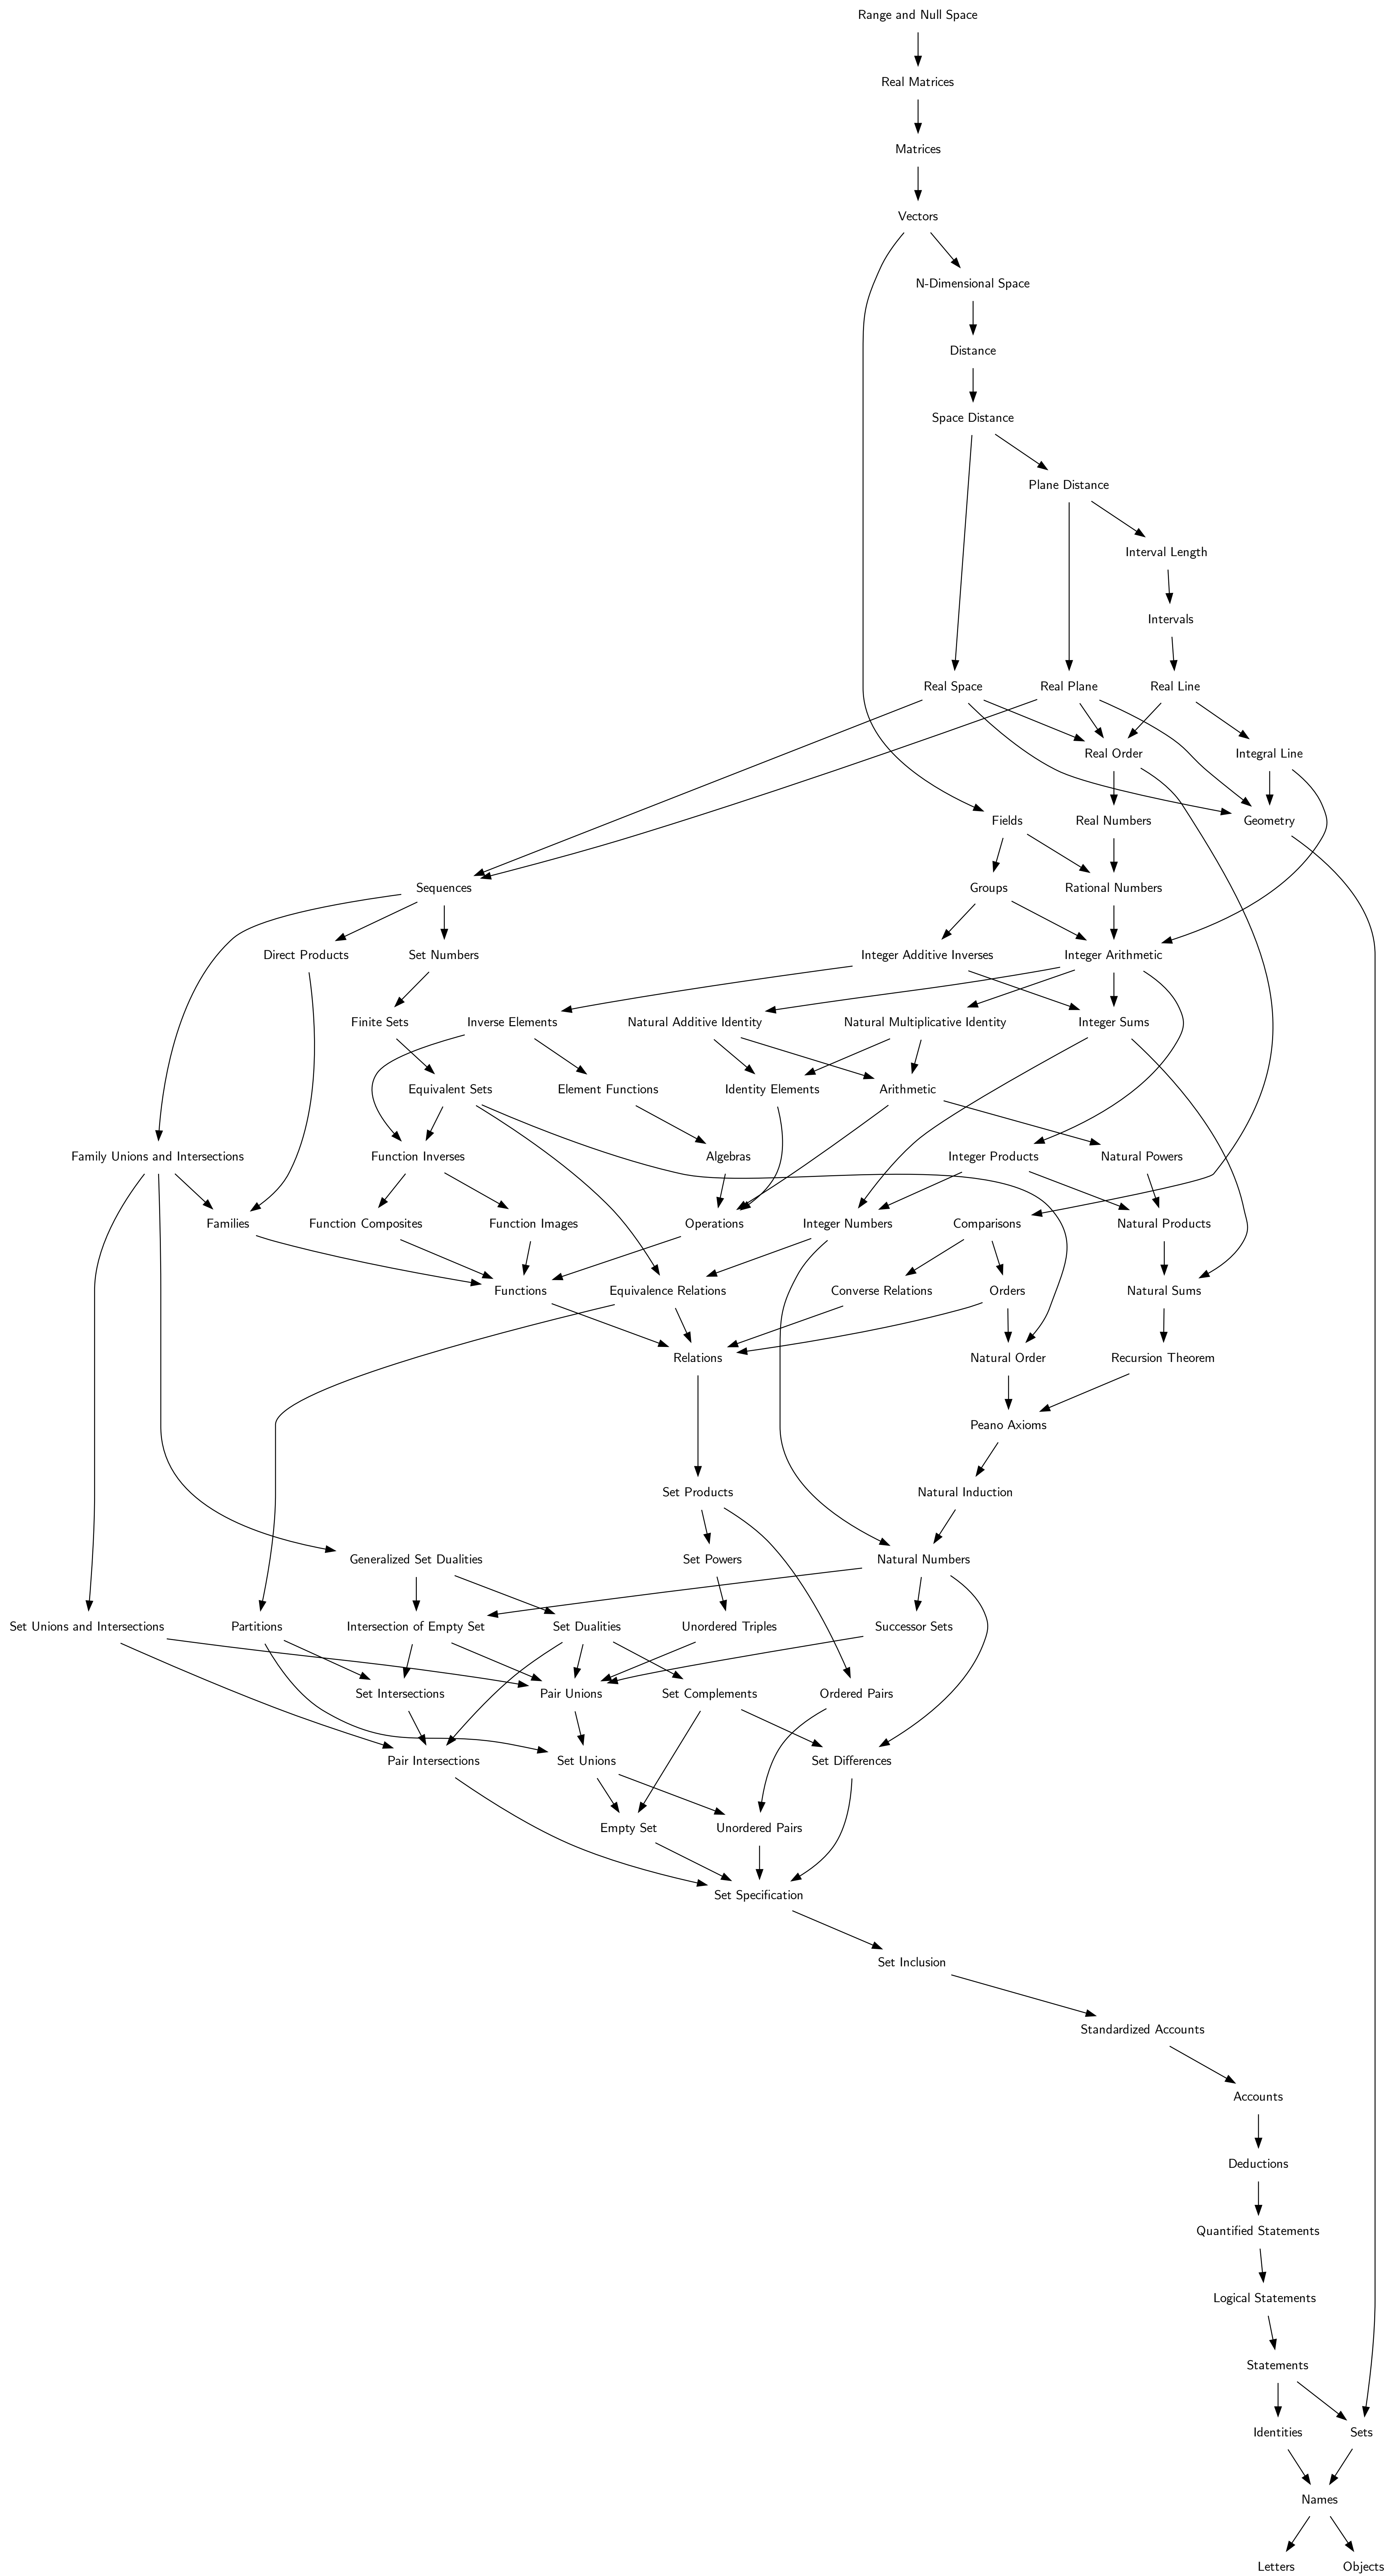 Range and Null Space
Real Matrices
Matrices
Vectors
N-Dimensional Space
Distance
Space Distance
Plane Distance
Interval Length
Intervals
Real Space
Real Plane
Real Line
Real Order
Integral Line
Fields
Real Numbers
Geometry
Sequences
Groups
Rational Numbers
Direct Products
Set Numbers
Integer Additive Inverses
Integer Arithmetic
Finite Sets
Inverse Elements
Natural Additive Identity
Natural Multiplicative Identity
Integer Sums
Equivalent Sets
Element Functions
Identity Elements
Arithmetic
Family Unions and Intersections
Function Inverses
Algebras
Integer Products
Natural Powers
Families
Function Composites
Function Images
Operations
Integer Numbers
Comparisons
Natural Products
Functions
Equivalence Relations
Converse Relations
Orders
Natural Sums
Relations
Natural Order
Recursion Theorem
Peano Axioms
Set Products
Natural Induction
Generalized Set Dualities
Set Powers
Natural Numbers
Set Unions and Intersections
Partitions
Intersection of Empty Set
Set Dualities
Unordered Triples
Successor Sets
Set Intersections
Pair Unions
Set Complements
Ordered Pairs
Pair Intersections
Set Unions
Set Differences
Empty Set
Unordered Pairs
Set Specification
Set Inclusion
Standardized Accounts
Accounts
Deductions
Quantified Statements
Logical Statements
Statements
Identities
Sets
Names
Letters
Objects